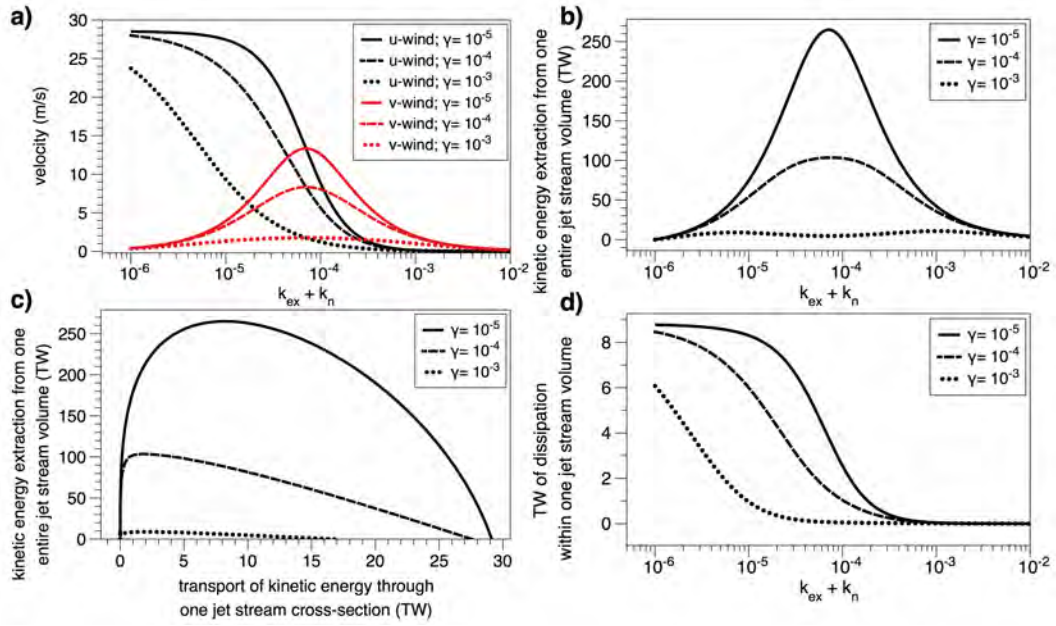 a)
velocity (m/s)
30
25
20
15
10
5
0
u-wind; γ= 10⁻⁵
u-wind; γ= 10⁻⁴
u-wind; γ= 10⁻³
v-wind; γ= 10⁻⁵
v-wind; γ= 10⁻⁴
v-wind; γ= 10⁻³
10⁻⁶ 10⁻⁵ 10⁻⁴ 10⁻³ 10⁻²
kₑₓ + kₙ
b)
kinetic energy extraction from one
entire jet stream volume (TW)
250
200
150
100
50
0
γ= 10⁻⁵
γ= 10⁻⁴
γ= 10⁻³
10⁻⁶ 10⁻⁵ 10⁻⁴ 10⁻³ 10⁻²
kₑₓ + kₙ
c)
kinetic energy extraction from one
entire jet stream volume (TW)
250
200
150
100
50
0
γ= 10⁻⁵
γ= 10⁻⁴
γ= 10⁻³
0 5 10 15 20 25 30
transport of kinetic energy through
one jet stream cross-section (TW)
d)
TW of dissipation
within one jet stream volume
8
6
4
2
0
γ= 10⁻⁵
γ= 10⁻⁴
γ= 10⁻³
10⁻⁶ 10⁻⁵ 10⁻⁴ 10⁻³ 10⁻²
kₑₓ + kₙ